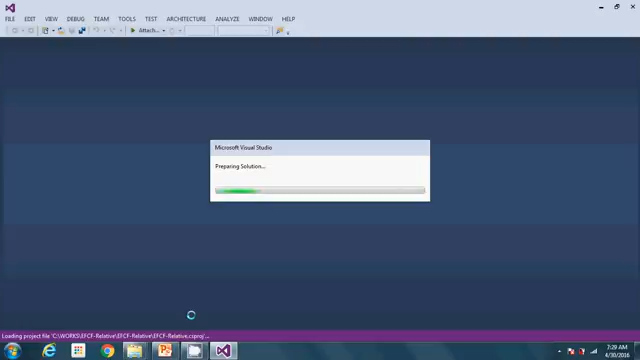 FILE EDIT VIEW DEBUG TEAM TOOLS TEST ARCHITECTURE ANALYZE WINDOW HELP
Attach...
Microsoft Visual Studio
Preparing Solution...
Loading project file 'C:\WORKS\EFCF-Relative\EFCF-Relative\EFCF-Relative.csproj'...
7:29 AM
4/30/2016